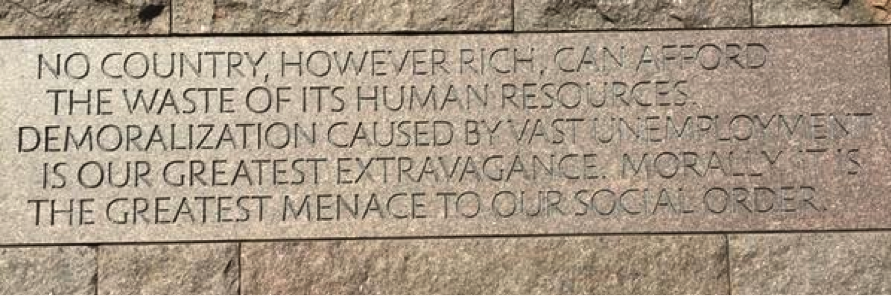 NO COUNTRY, HOWEVER RICH, CAN AFFORD
THE WASTE OF ITS HUMAN RESOURCES.
DEMORALIZATION CAUSED BY VAST UNEMPLOYMENT
IS OUR GREATEST EXTRAVAGANCE. MORALLY IT IS
THE GREATEST MENACE TO OUR SOCIAL ORDER.